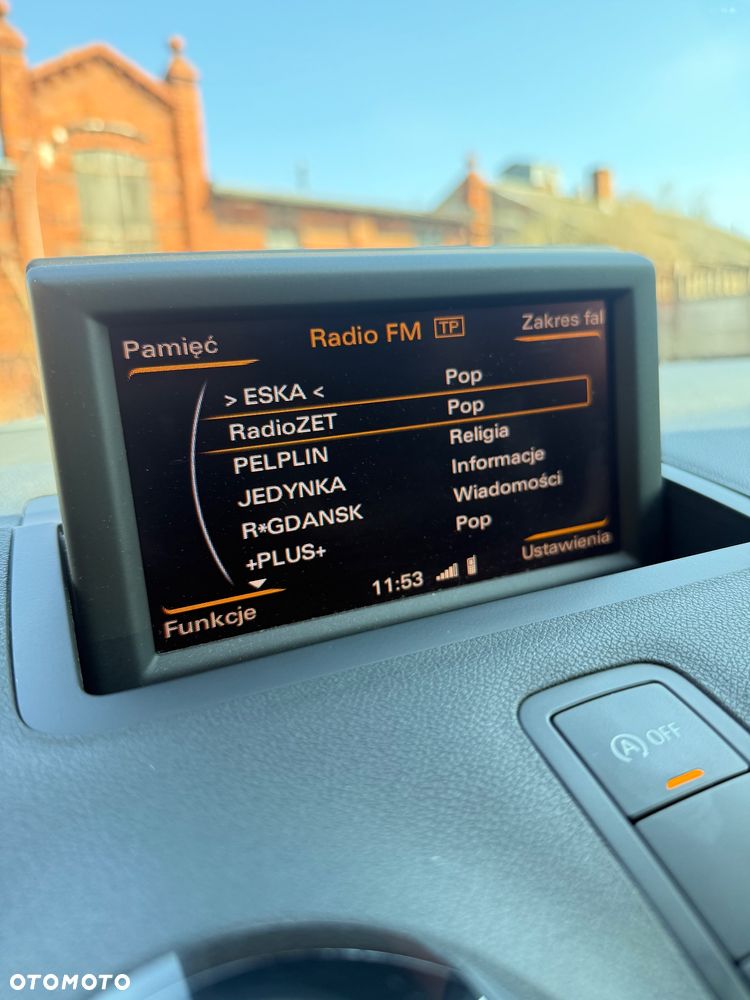 Pamięć Radio FM TP Zakres fal
> ESKA < Pop
RadioZET Pop
PELPLIN Religia
JEDYNKA Informacje
R*GDANSK Wiadomości
+PLUS+ Pop
Funkcje 11:53 Ustawienia
A OFF
OTOMOTO